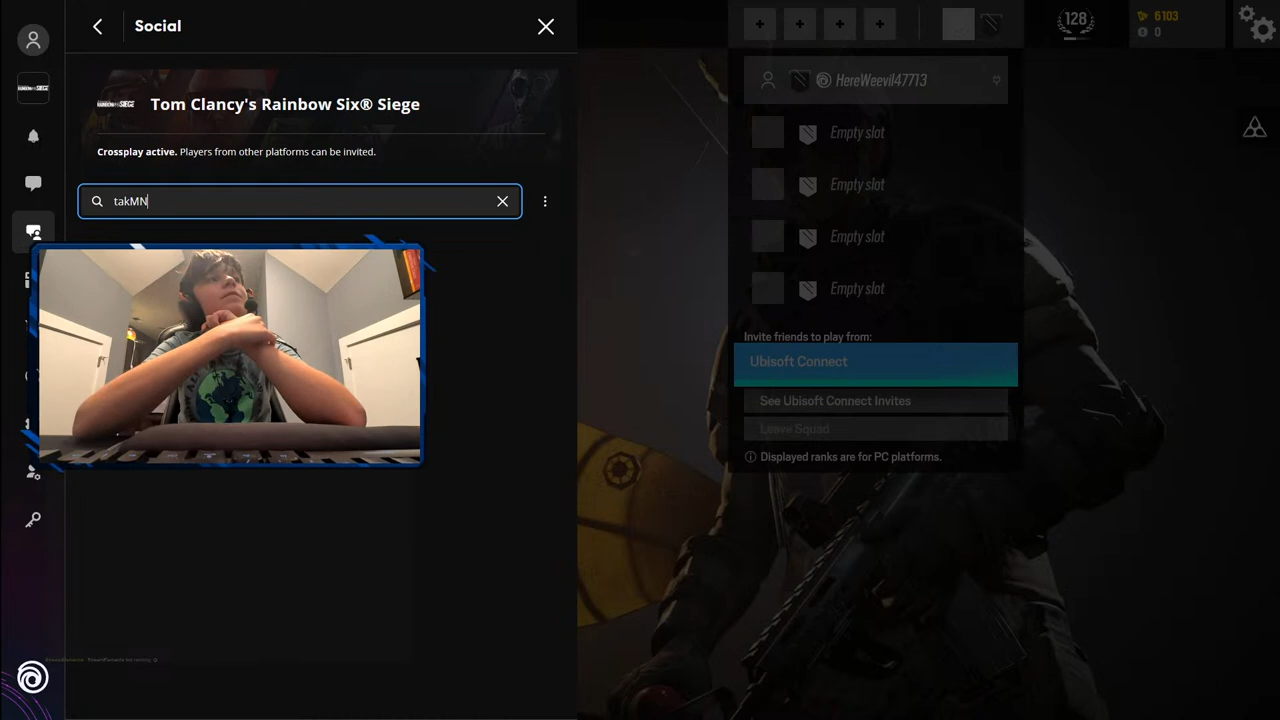 Social
128
6103
0
RAINBOW SIEGE
Tom Clancy's Rainbow Six® Siege
HereWeevil47713
Crossplay active. Players from other platforms can be invited.
Empty slot
takMN
Empty slot
Empty slot
Empty slot
Invite friends to play from:
Ubisoft Connect
See Ubisoft Connect Invites
Leave Squad
Displayed ranks are for PC platforms.